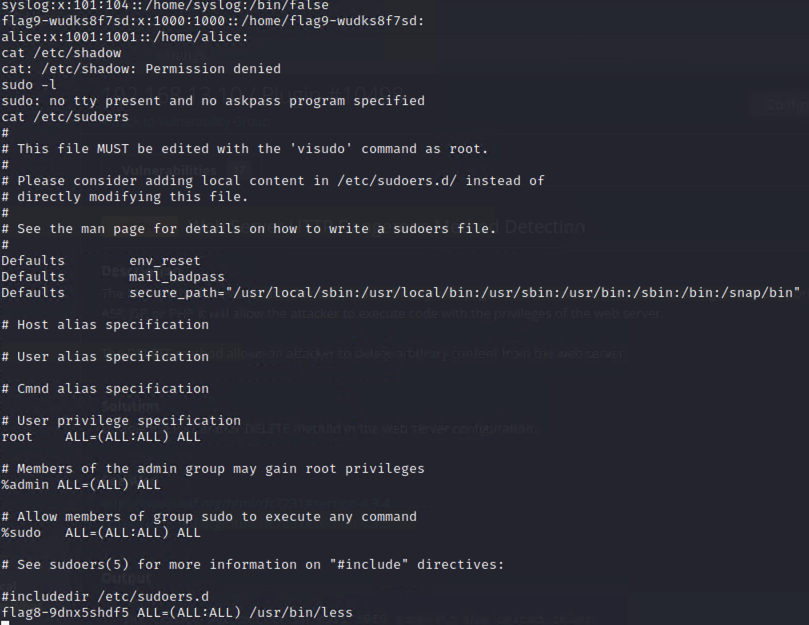 syslog:x:101:104::/home/syslog:/bin/false
flag9-wudks8f7sd:x:1000:1000::/home/flag9-wudks8f7sd:
alice:x:1001:1001::/home/alice:
cat /etc/shadow
cat: /etc/shadow: Permission denied
sudo -l
sudo: no tty present and no askpass program specified
cat /etc/sudoers
#
# This file MUST be edited with the 'visudo' command as root.
#
# Please consider adding local content in /etc/sudoers.d/ instead of
# directly modifying this file.
#
# See the man page for details on how to write a sudoers file.
#
Defaults        env_reset
Defaults        mail_badpass
Defaults        secure_path="/usr/local/sbin:/usr/local/bin:/usr/sbin:/usr/bin:/sbin:/bin:/snap/bin"
# Host alias specification
# User alias specification
# Cmnd alias specification
# User privilege specification
root    ALL=(ALL:ALL) ALL
# Members of the admin group may gain root privileges
%admin ALL=(ALL) ALL
# Allow members of group sudo to execute any command
%sudo   ALL=(ALL:ALL) ALL
# See sudoers(5) for more information on "#include" directives:
#includedir /etc/sudoers.d
flag8-9dnx5shdf5 ALL=(ALL:ALL) /usr/bin/less